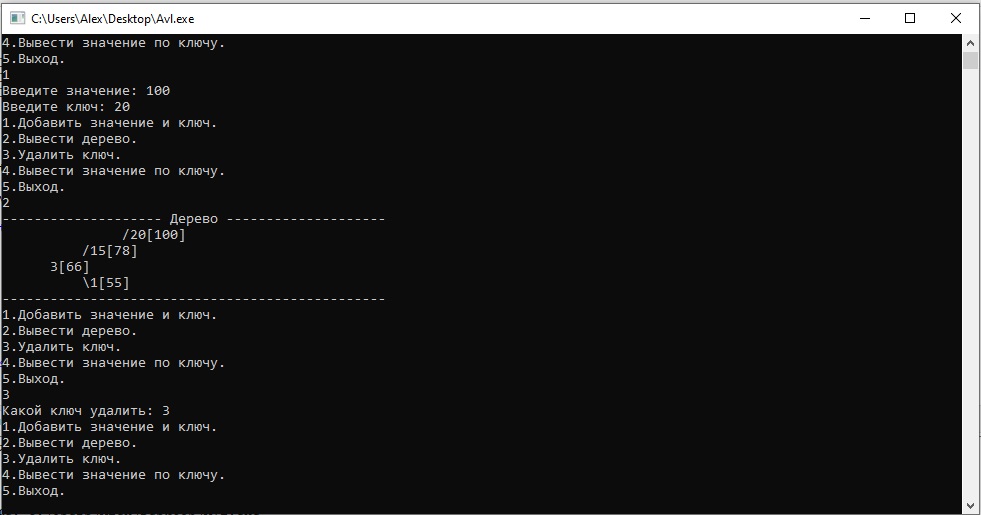 C:\Users\Alex\Desktop\Avl.exe
4.Вывести значение по ключу.
5.Выход.
1
Введите значение: 100
Введите ключ: 20
1.Добавить значение и ключ.
2.Вывести дерево.
3.Удалить ключ.
4.Вывести значение по ключу.
5.Выход.
2
-------------------- Дерево --------------------
/20[100]
/15[78]
3[66]
\1[55]
------------------------------------------------
1.Добавить значение и ключ.
2.Вывести дерево.
3.Удалить ключ.
4.Вывести значение по ключу.
5.Выход.
3
Какой ключ удалить: 3
1.Добавить значение и ключ.
2.Вывести дерево.
3.Удалить ключ.
4.Вывести значение по ключу.
5.Выход.